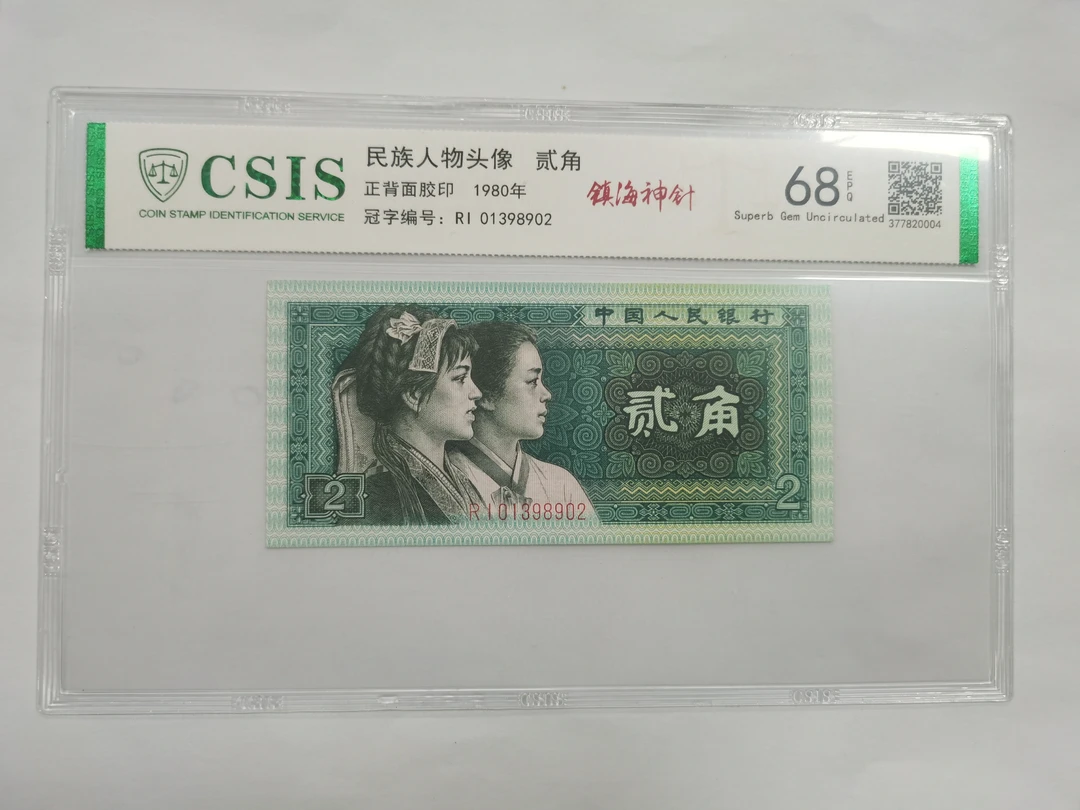 CSIS
COIN STAMP IDENTIFICATION SERVICE
民族人物头像 贰角
正背面胶印 1980年
冠字编号: RI 01398902
镇海神针
68 EPQ
Superb Gem Uncirculated
377820004
中国人民银行
贰角
2
2
RI01398902